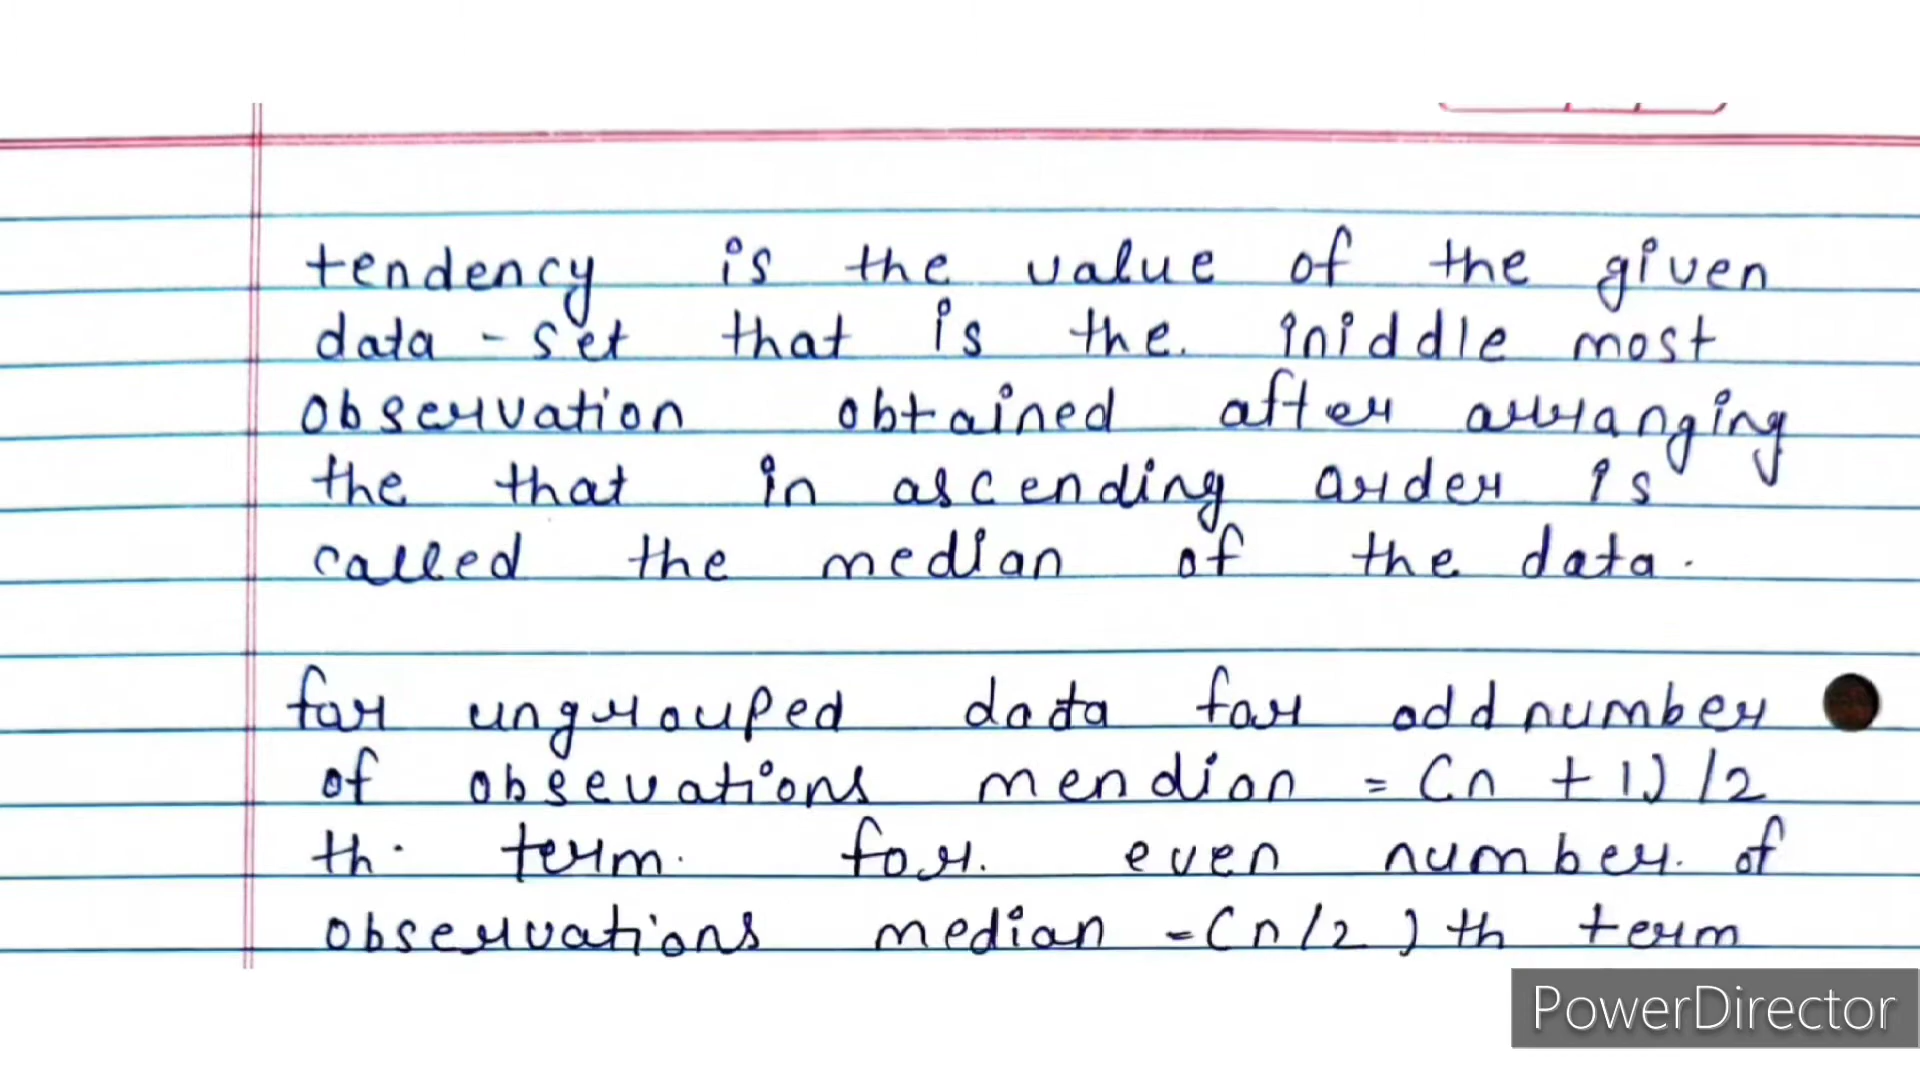 tendency is the value of the given
data - set that is the. iniddle most
observation obtained after arranging
the that in ascending order is
called the median of the data.
for ungrouped data for odd number
of obsevations mendian = (n + 1) / 2
th. term. for. even number. of
observations median = (n / 2) th term
PowerDirector